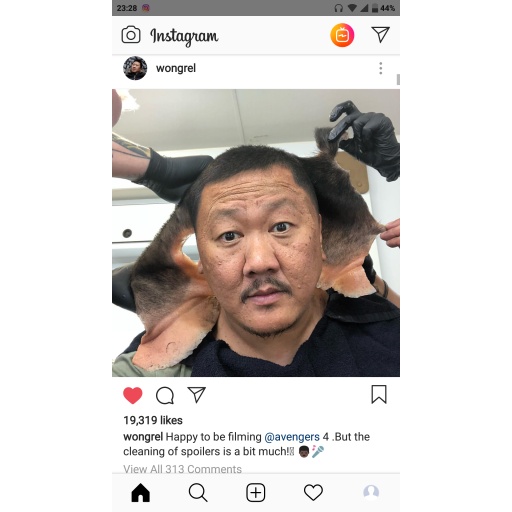 23:28
44%
Instagram
wongrel
19,319 likes
wongrel Happy to be filming @avengers 4 .But the
cleaning of spoilers is a bit much!
View All 313 Comments